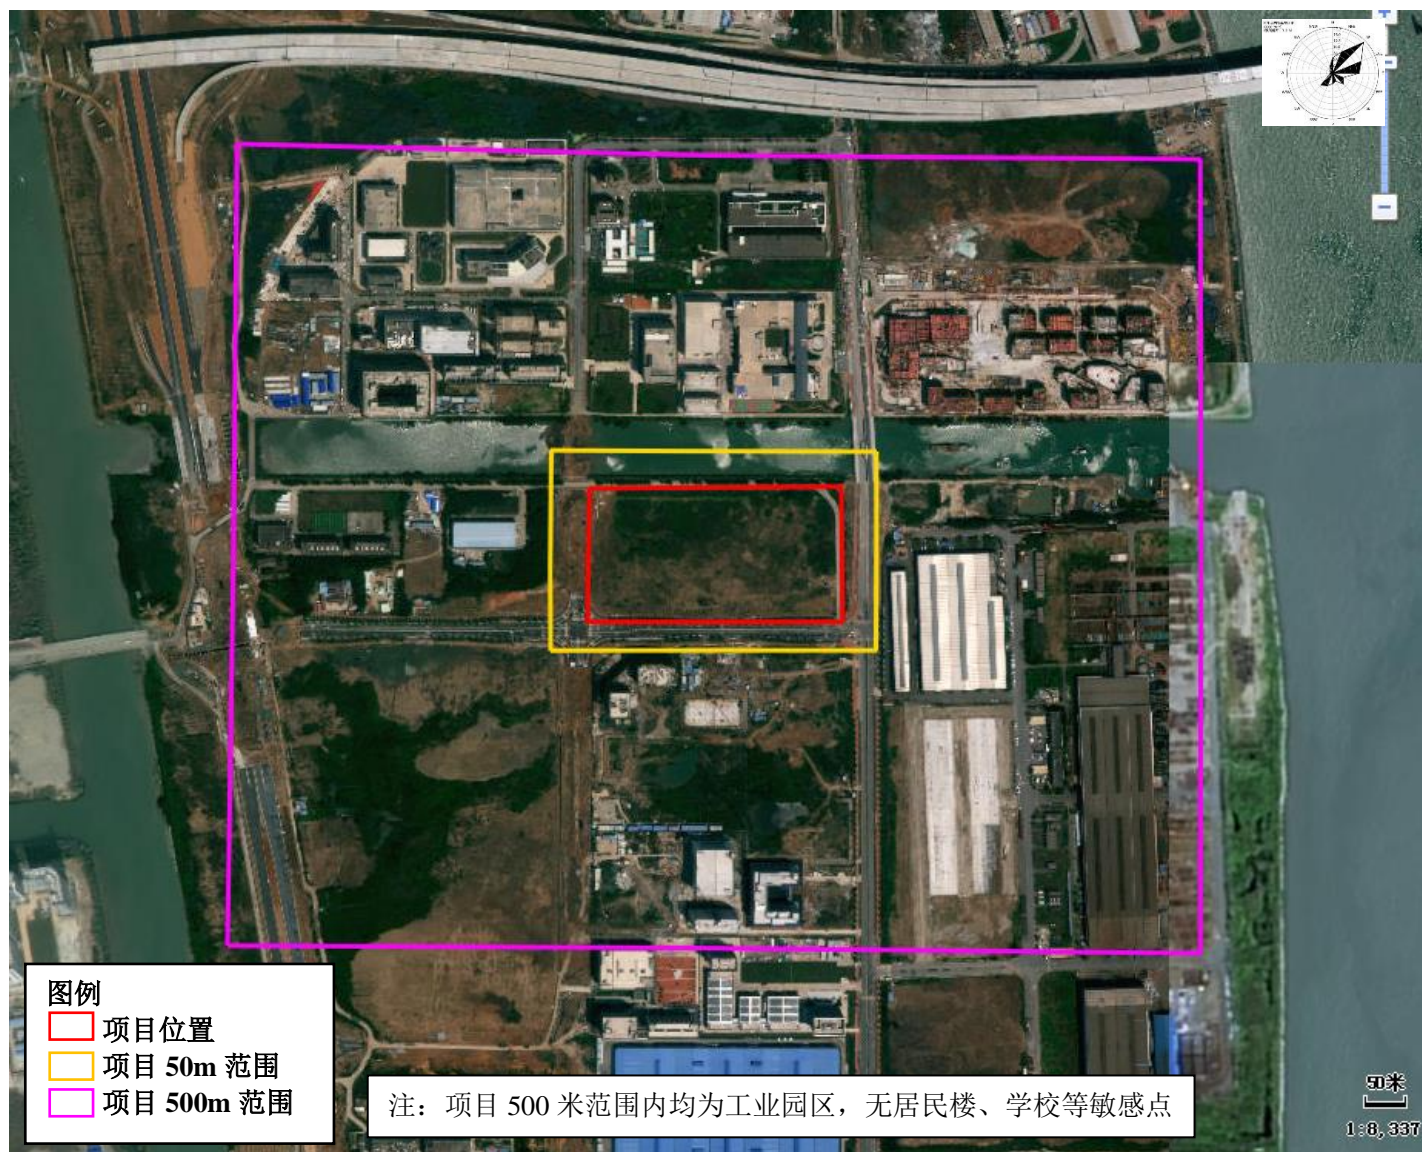 图例
项目位置
项目 50m 范围
项目 500m 范围
注：项目 500 米范围内均为工业园区，无居民楼、学校等敏感点
50米
1:8,337